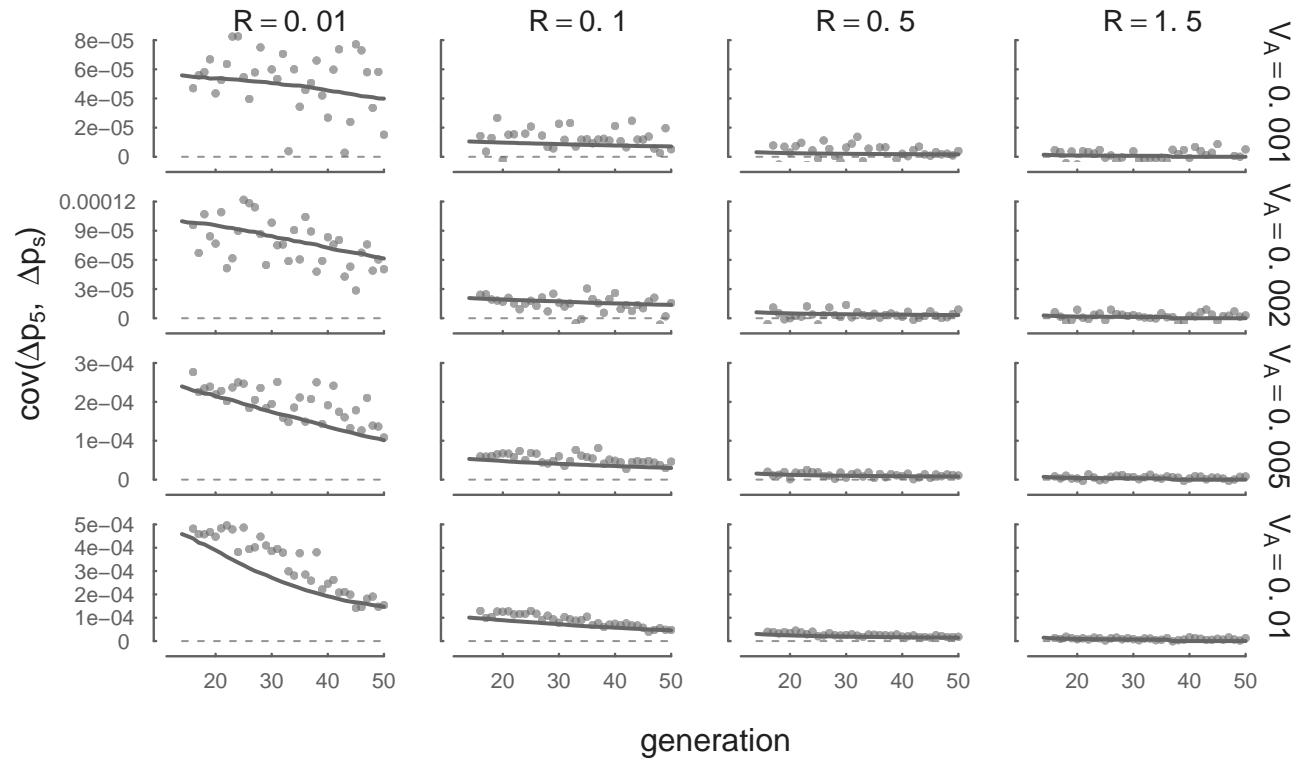 R = 0. 01
R = 0. 1
R = 0. 5
R = 1. 5
8e−05
6e−05
4e−05
2e−05
0
V_A = 0. 001
0.00012
9e−05
6e−05
3e−05
0
V_A = 0. 002
3e−04
2e−04
1e−04
0
V_A = 0. 005
5e−04
4e−04
3e−04
2e−04
1e−04
0
V_A = 0. 01
cov(Δp₅, Δpₛ)
20 30 40 50
20 30 40 50
20 30 40 50
20 30 40 50
generation